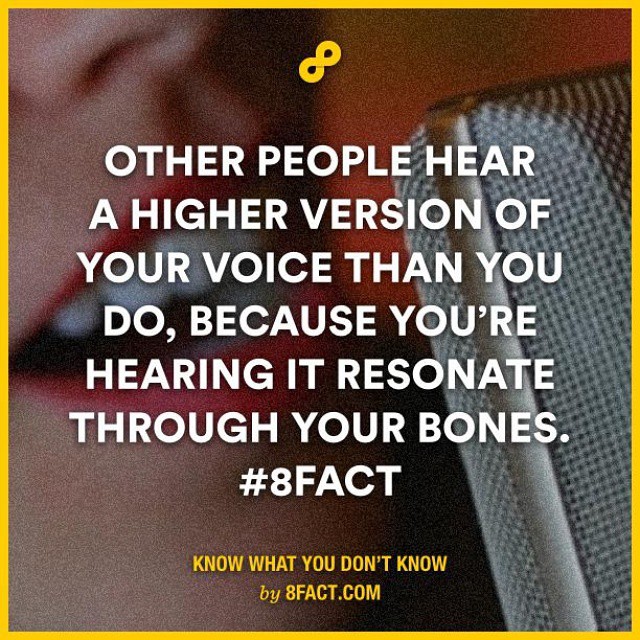 OTHER PEOPLE HEAR
A HIGHER VERSION OF
YOUR VOICE THAN YOU
DO, BECAUSE YOU'RE
HEARING IT RESONATE
THROUGH YOUR BONES.
#8FACT
KNOW WHAT YOU DON'T KNOW
by 8FACT.COM